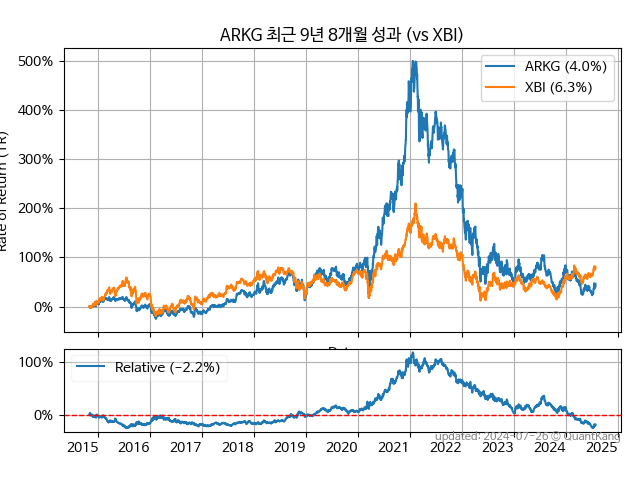 ARKG 최근 9년 8개월 성과 (vs XBI)
500%
400%
300%
200%
100%
0%
Rate of Return (TR)
ARKG (4.0%)
XBI (6.3%)
100%
0%
Relative (-2.2%)
updated: 2024-07-26 © QuantKang
2015 2016 2017 2018 2019 2020 2021 2022 2023 2024 2025